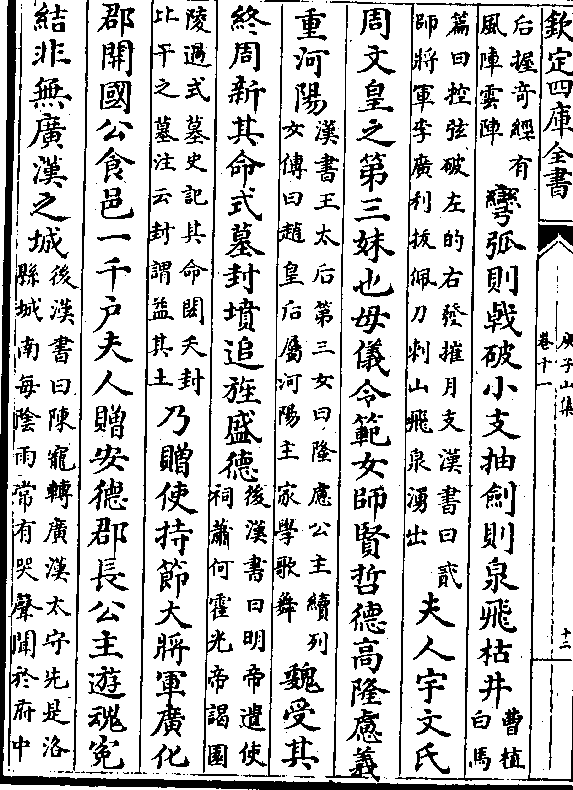 欽定四庫全書
庾子山集
卷十一
十二
后握奇經有
風陣雲陣
彎弧則戟破小支抽劍則泉飛枯井
曹植
白馬
篇曰控弦破左的右發摧月支漢書曰貳
師將軍李廣利拔佩刀刺山飛泉湧出
夫人宇文氏
周文皇之第三妹也母儀令範女師賢哲德高隆慮義
重河陽
漢書王太后第三女曰隆慮公主續列
女傳曰趙皇后屬河陽主家學歌舞
魏受其
終周新其命式墓封墳追旌盛德
後漢書曰明帝遣使
祠蕭何霍光帝謁園
陵過式墓史記其命閎夭封
比干之墓注云封謂益其土
乃贈使持節大將軍廣化
郡開國公食邑一千户夫人贈安德郡長公主遊魂寃
結非無廣漢之城
後漢書曰陳寵轉廣漢太守先是洛
縣城南每陰雨常有哭聲聞於府中